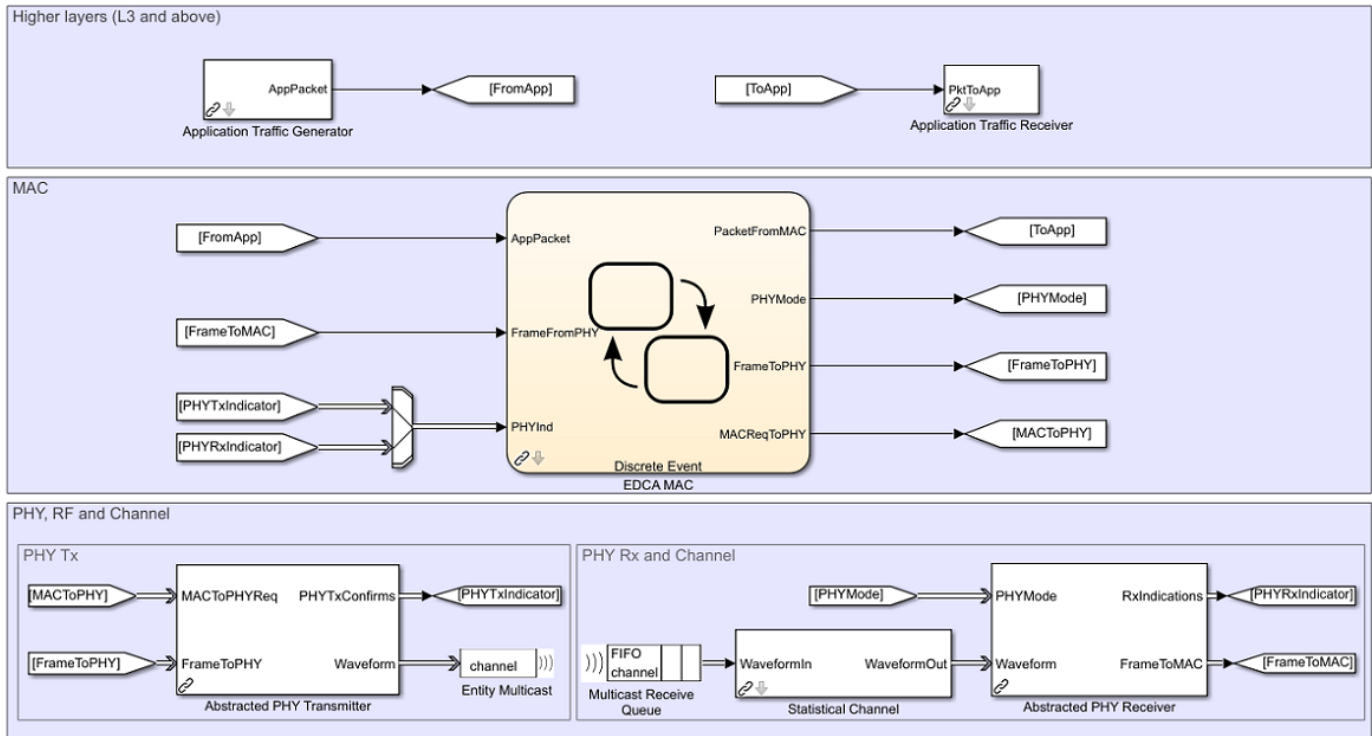 Higher layers (L3 and above)
AppPacket
[FromApp]
Application Traffic Generator
[ToApp]
PktToApp
Application Traffic Receiver
MAC
[FromApp]
[FrameToMAC]
[PHYTxIndicator]
[PHYRxIndicator]
AppPacket
FrameFromPHY
PHYInd
PacketFromMAC
PHYMode
FrameToPHY
MACReqToPHY
Discrete Event
EDCA MAC
[ToApp]
[PHYMode]
[FrameToPHY]
[MACToPHY]
PHY, RF and Channel
PHY Tx
[MACToPHY]
[FrameToPHY]
MACToPHYReq
PHYTxConfirms
FrameToPHY
Waveform
Abstracted PHY Transmitter
[PHYTxIndicator]
channel
Entity Multicast
PHY Rx and Channel
[PHYMode]
FIFO
channel
Multicast Receive
Queue
WaveformIn
WaveformOut
Statistical Channel
PHYMode
RxIndications
Waveform
FrameToMAC
Abstracted PHY Receiver
[PHYRxIndicator]
[FrameToMAC]